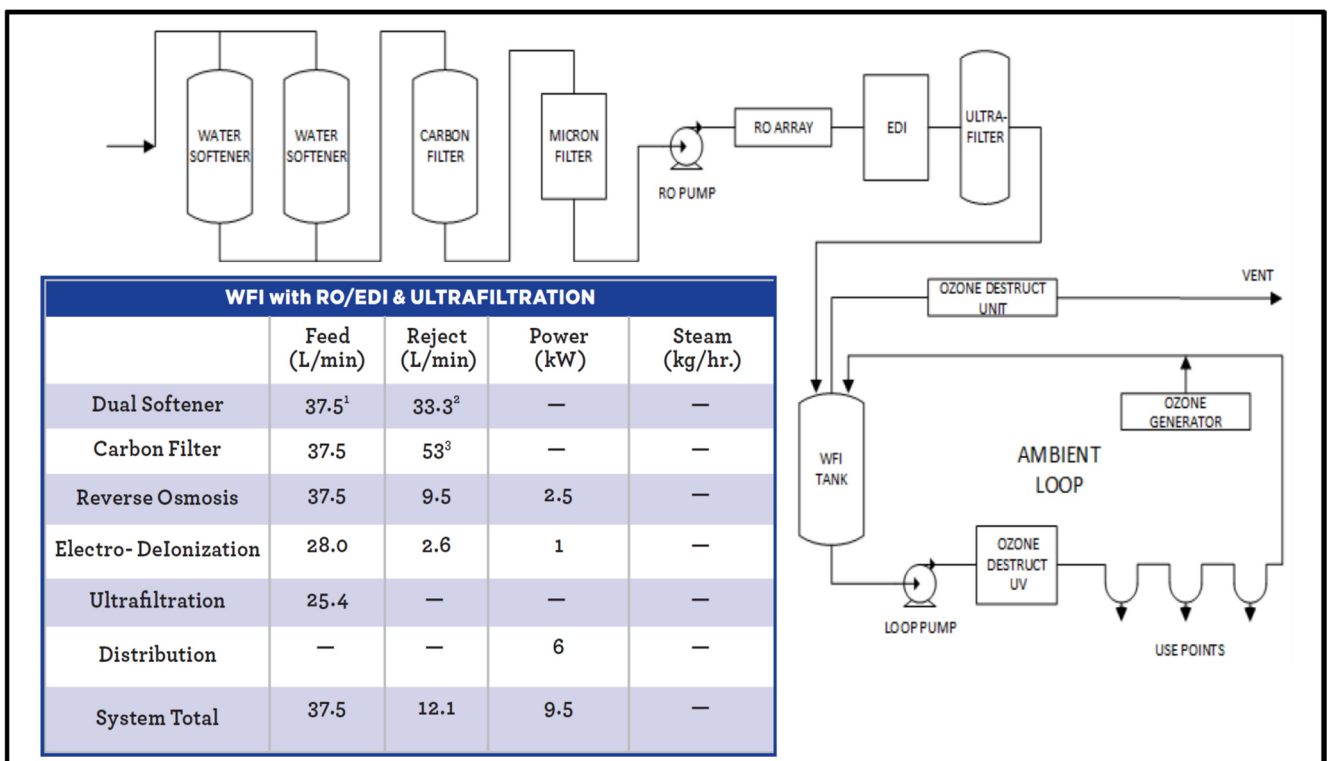 WATER
SOFTENER
WATER
SOFTENER
CARBON
FILTER
MICRON
FILTER
RO PUMP
RO ARRAY
EDI
ULTRA-
FILTER
WFI with RO/EDI & ULTRAFILTRATION
Feed
(L/min)
Reject
(L/min)
Power
(kW)
Steam
(kg/hr.)
Dual Softener 37.5¹ 33.3² — —
Carbon Filter 37.5 53³ — —
Reverse Osmosis 37.5 9.5 2.5 —
Electro-DeIonization 28.0 2.6 1 —
Ultrafiltration 25.4 — — —
Distribution — — 6 —
System Total 37.5 12.1 9.5 —
OZONE DESTRUCT
UNIT
VENT
OZONE
GENERATOR
WFI
TANK
AMBIENT
LOOP
LOOP PUMP
OZONE
DESTRUCT
UV
USE POINTS